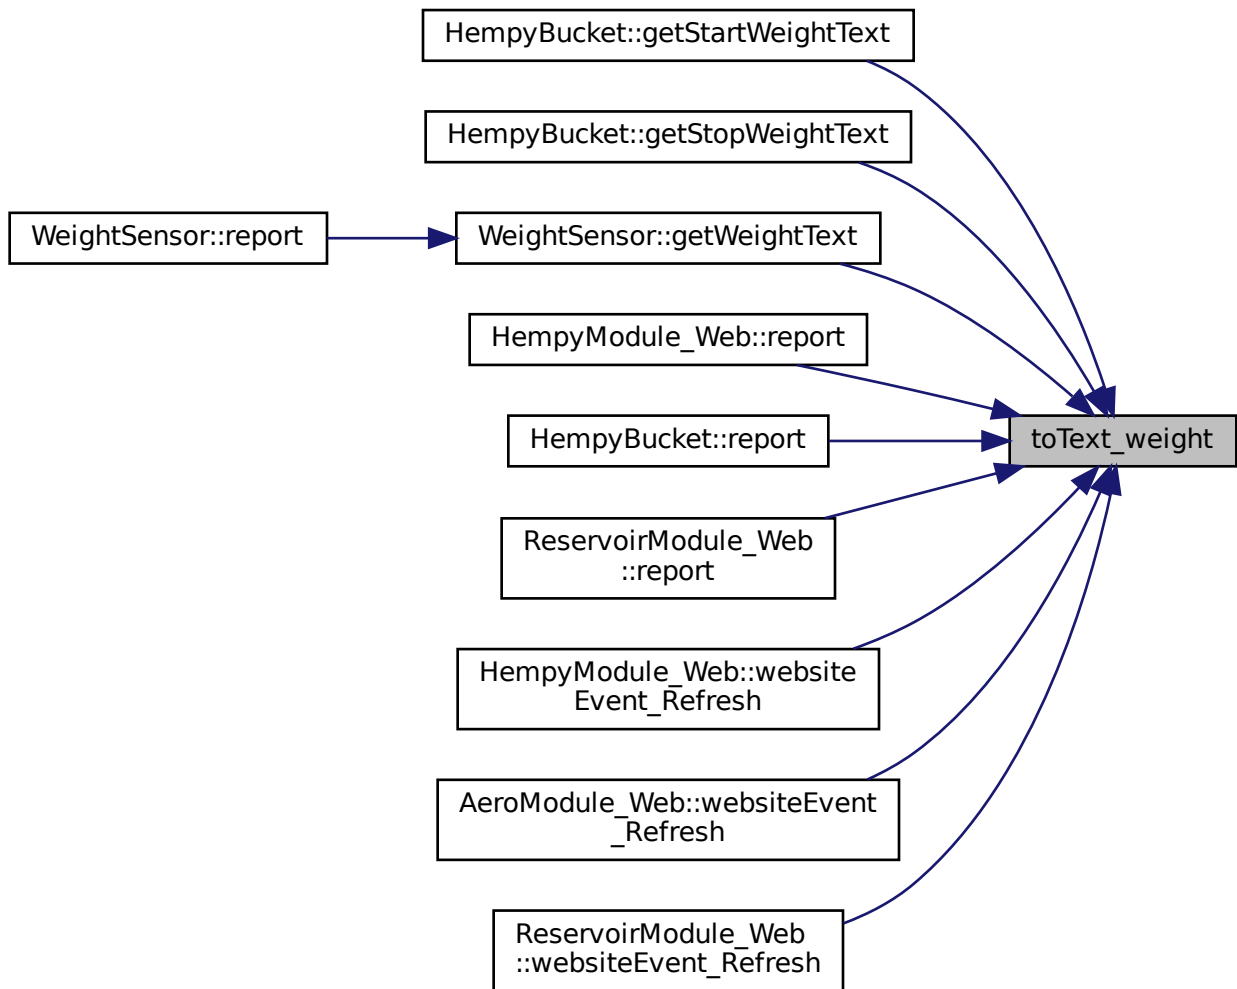 HempyBucket::getStartWeightText
HempyBucket::getStopWeightText
WeightSensor::report
WeightSensor::getWeightText
HempyModule_Web::report
HempyBucket::report
toText_weight
ReservoirModule_Web
::report
HempyModule_Web::website
Event_Refresh
AeroModule_Web::websiteEvent
_Refresh
ReservoirModule_Web
::websiteEvent_Refresh